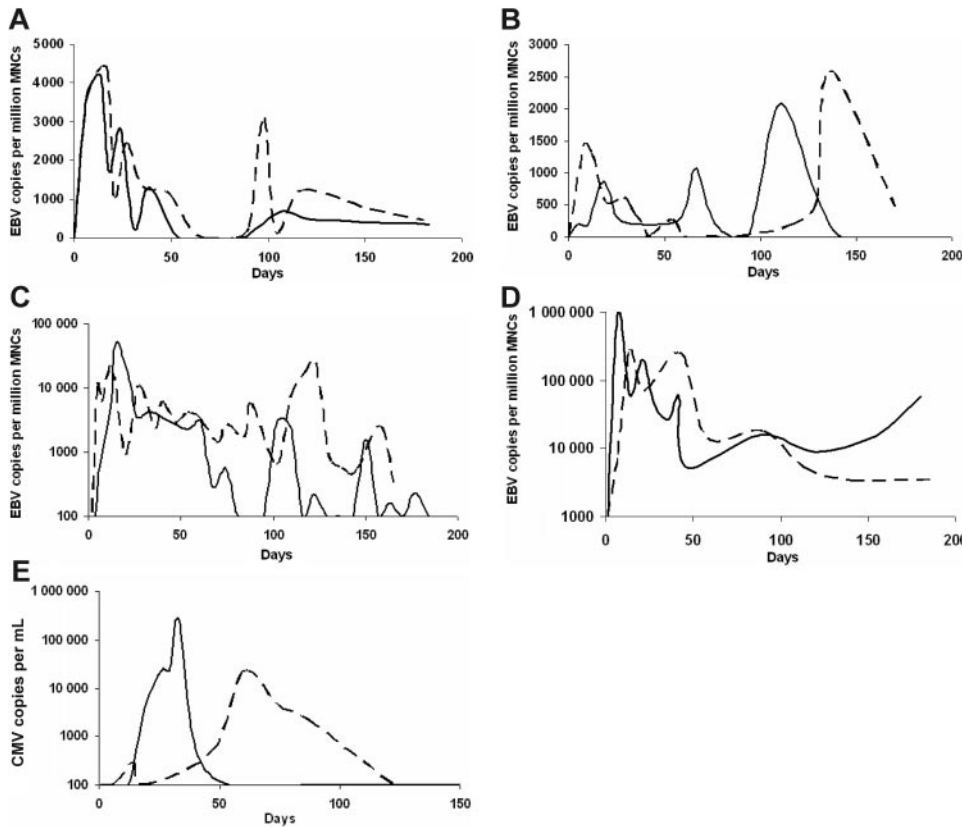 A
EBV copies per million MNCs
5000
4000
3000
2000
1000
0
0 50 100 150 200
Days
B
EBV copies per million MNCs
3000
2500
2000
1500
1000
500
0
0 50 100 150 200
Days
C
EBV copies per million MNCs
100 000
10 000
1000
100
0 50 100 150 200
Days
D
EBV copies per million MNCs
1 000 000
100 000
10 000
1000
0 50 100 150 200
Days
E
CMV copies per mL
1 000 000
100 000
10 000
1000
100
0 50 100 150
Days